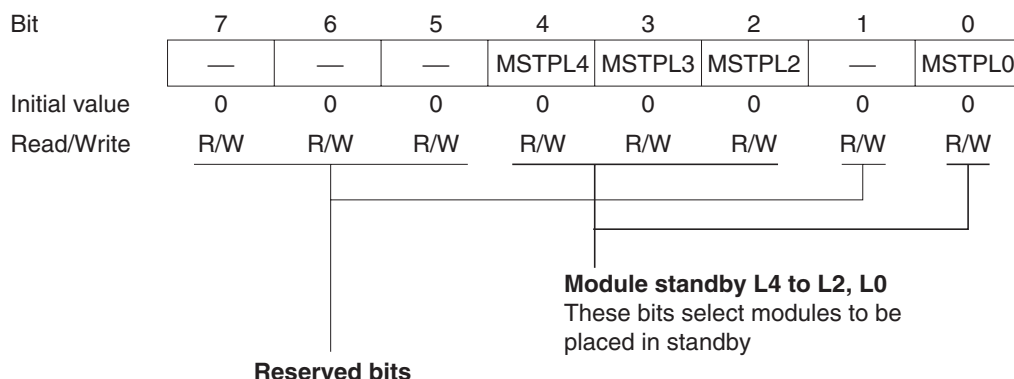 Bit 7 6 5 4 3 2 1 0
— — — MSTPL4 MSTPL3 MSTPL2 — MSTPL0
Initial value 0 0 0 0 0 0 0 0
Read/Write R/W R/W R/W R/W R/W R/W R/W R/W
Module standby L4 to L2, L0
These bits select modules to be
placed in standby
Reserved bits